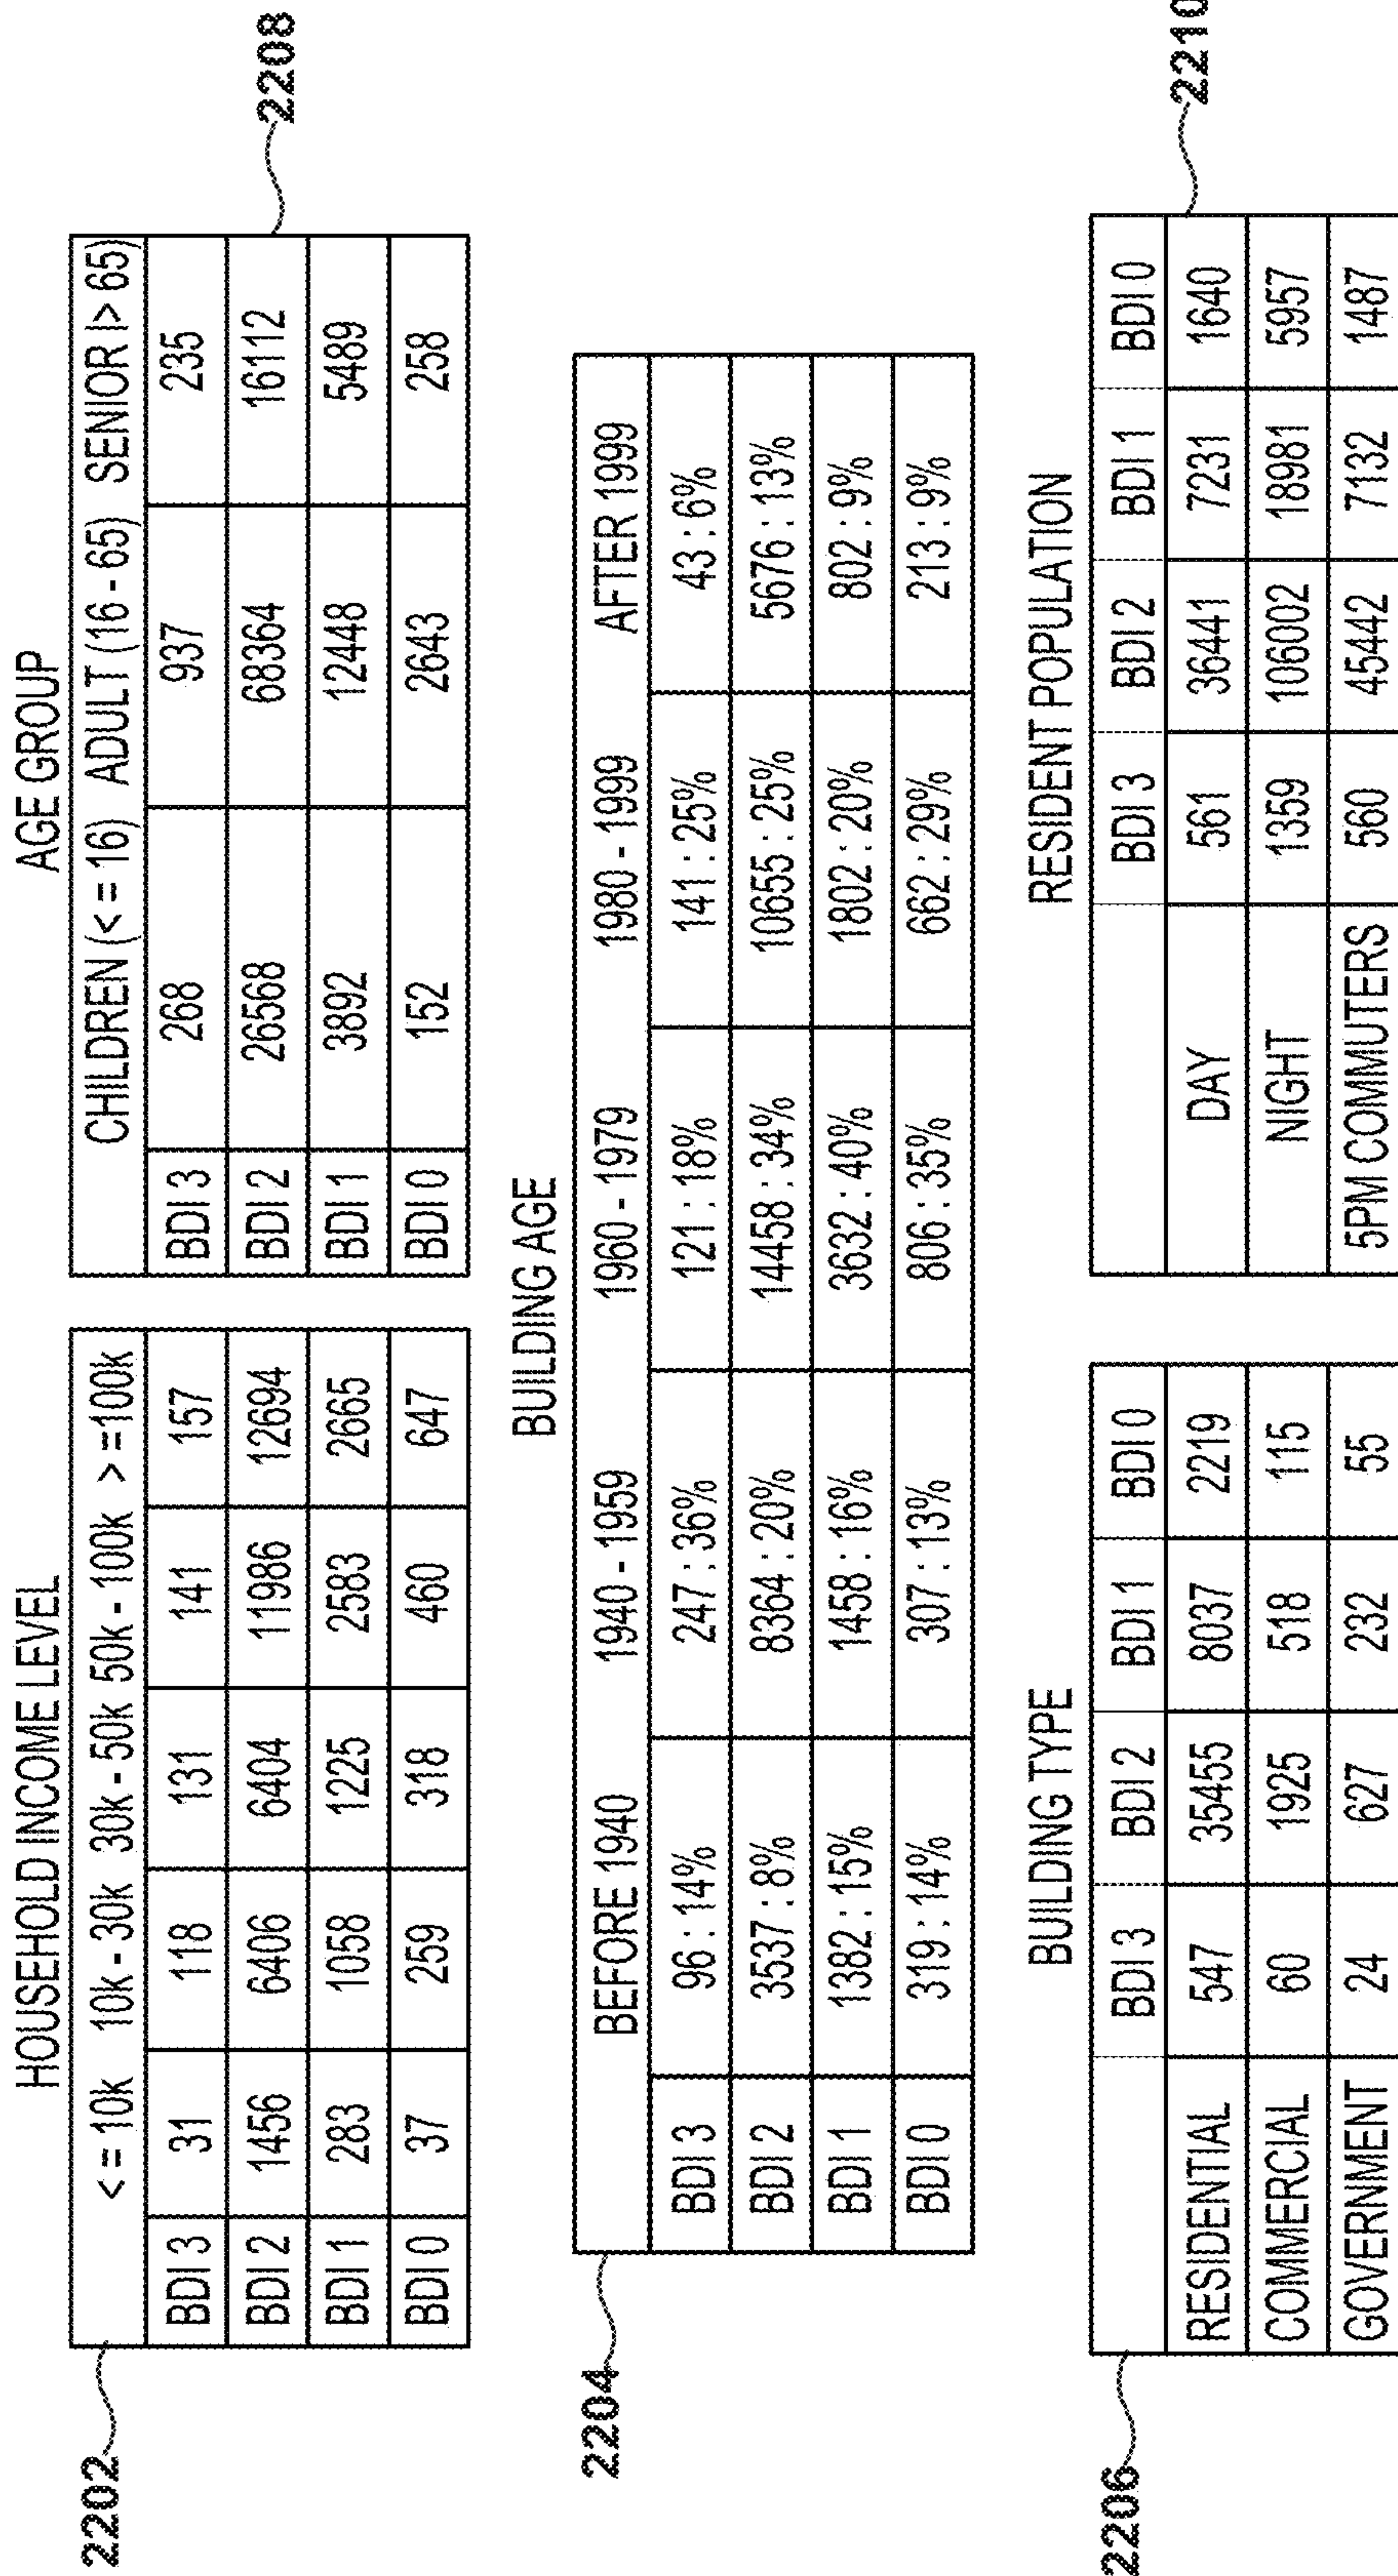 HOUSEHOLD INCOME LEVEL
<= 10k 10k - 30k 30k - 50k 50k - 100k >=100k
BDI 3 31 118 131 141 157
BDI 2 1456 6406 6404 11986 12694
BDI 1 283 1058 1225 2583 2665
BDI 0 37 259 318 460 647
2202
AGE GROUP
CHILDREN (<= 16) ADULT (16 - 65) SENIOR |> 65)
BDI 3 268 937 235
BDI 2 26568 68364 16112
BDI 1 3892 12448 5489
BDI 0 152 2643 258
2208
BUILDING AGE
BEFORE 1940 1940 - 1959 1960 - 1979 1980 - 1999 AFTER 1999
BDI 3 96 : 14% 247 : 36% 121 : 18% 141 : 25% 43 : 6%
BDI 2 3537 : 8% 8364 : 20% 14458 : 34% 10655 : 25% 5676 : 13%
BDI 1 1382 : 15% 1458 : 16% 3632 : 40% 1802 : 20% 802 : 9%
BDI 0 319 : 14% 307 : 13% 806 : 35% 662 : 29% 213 : 9%
2204
BUILDING TYPE
BDI 3 BDI 2 BDI 1 BDI 0
RESIDENTIAL 547 35455 8037 2219
COMMERCIAL 60 1925 518 115
GOVERNMENT 24 627 232 55
2206
RESIDENT POPULATION
BDI 3 BDI 2 BDI 1 BDI 0
DAY 561 36441 7231 1640
NIGHT 1359 106002 18981 5957
5PM COMMUTERS 560 45442 7132 1487
2210